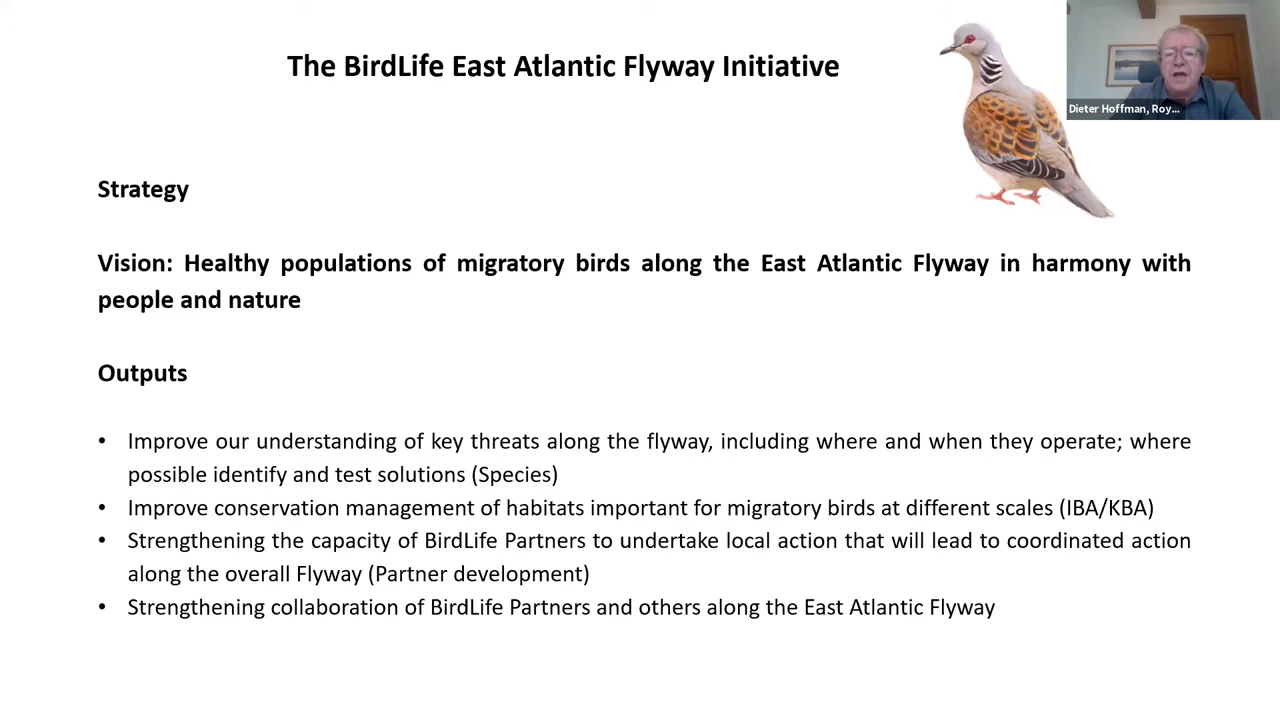 The BirdLife East Atlantic Flyway Initiative
Dieter Hoffman, Roy...
Strategy
Vision: Healthy populations of migratory birds along the East Atlantic Flyway in harmony with
people and nature
Outputs
• Improve our understanding of key threats along the flyway, including where and when they operate; where
possible identify and test solutions (Species)
• Improve conservation management of habitats important for migratory birds at different scales (IBA/KBA)
• Strengthening the capacity of BirdLife Partners to undertake local action that will lead to coordinated action
along the overall Flyway (Partner development)
• Strengthening collaboration of BirdLife Partners and others along the East Atlantic Flyway